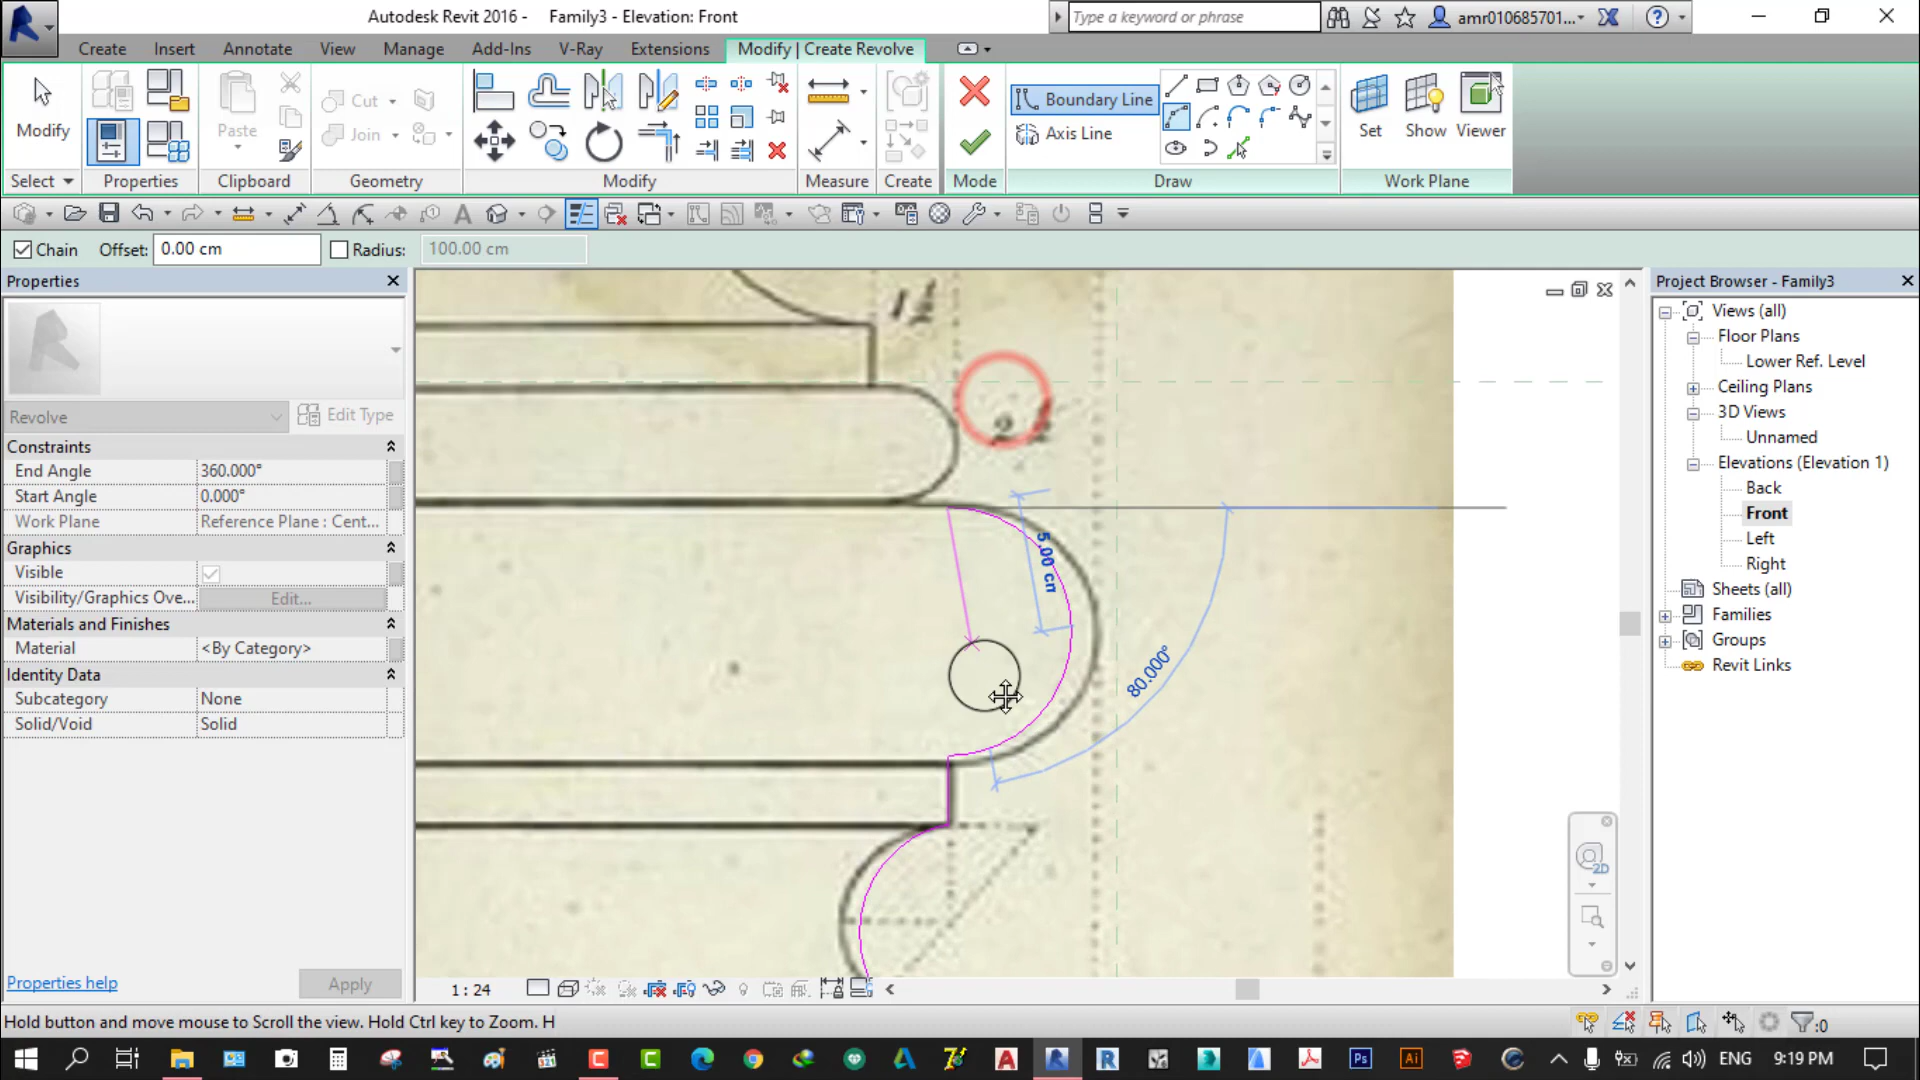 Autodesk Revit 2016 - Family3 - Elevation: Front
Type a keyword or phrase
amr010685701...
Create Insert Annotate View Manage Add-Ins V-Ray Extensions Modify | Create Revolve
Modify
Cut
Join
Paste
Boundary Line
Axis Line
Set Show Viewer
Select Properties Clipboard Geometry Modify Measure Create Mode Draw Work Plane
Chain Offset: 0.00 cm Radius: 100.00 cm
Properties
Revolve
Edit Type
Constraints
End Angle 360.000°
Start Angle 0.000°
Work Plane Reference Plane : Cent...
Graphics
Visible
Visibility/Graphics Ove... Edit...
Materials and Finishes
Material <By Category>
Identity Data
Subcategory None
Solid/Void Solid
Properties help
Apply
5.00 cm
80.000°
2D
1 : 24
Project Browser - Family3
Views (all)
Floor Plans
Lower Ref. Level
Ceiling Plans
3D Views
Unnamed
Elevations (Elevation 1)
Back
Front
Left
Right
Sheets (all)
Families
Groups
Revit Links
Hold button and move mouse to Scroll the view. Hold Ctrl key to Zoom. H
:0
ENG 9:19 PM